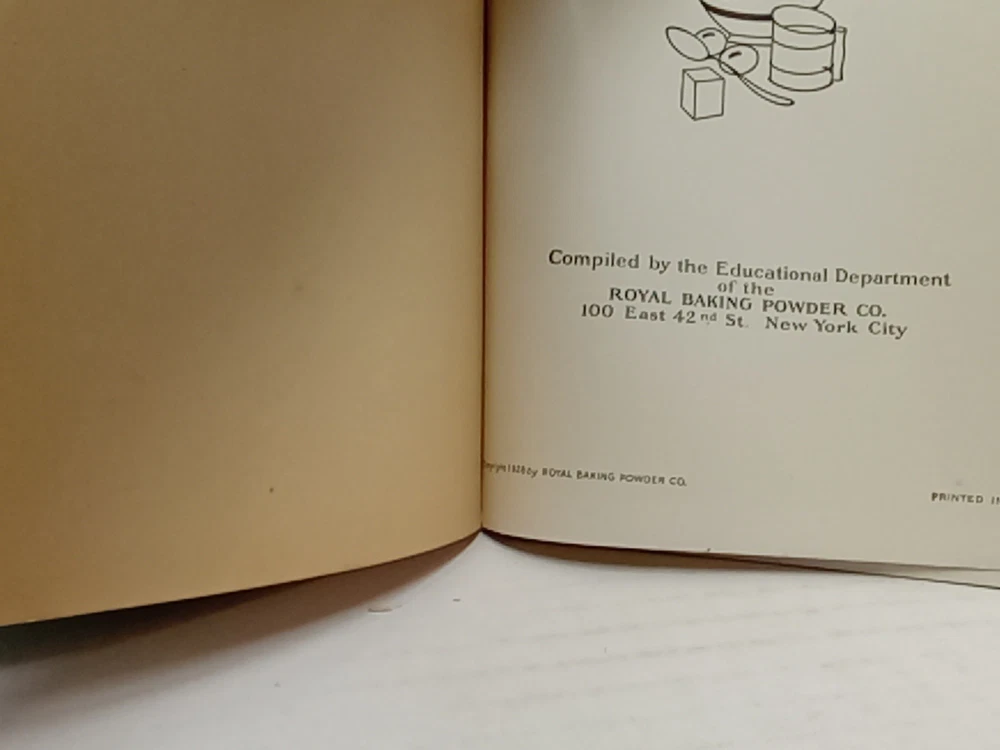 Compiled by the Educational Department
of the
ROYAL BAKING POWDER CO.
100 East 42nd St. New York City
by ROYAL BAKING POWDER CO.
PRINTED